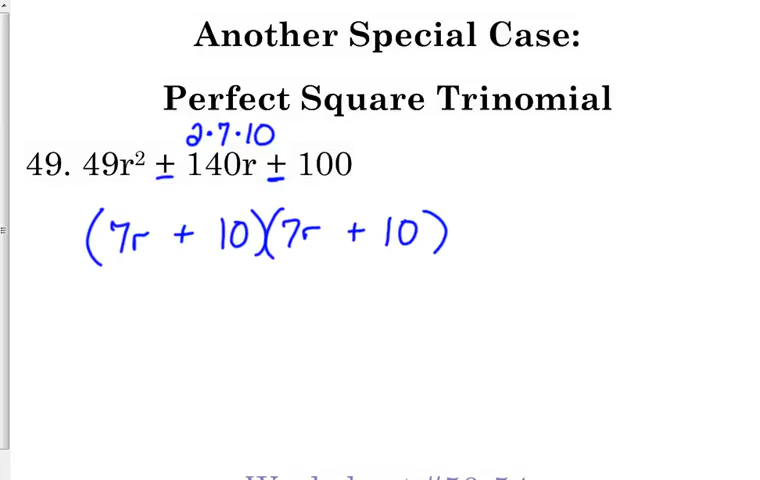 Another Special Case:
Perfect Square Trinomial
2·7·10
49. 49r² + 140r + 100
(7r + 10)(7r + 10)